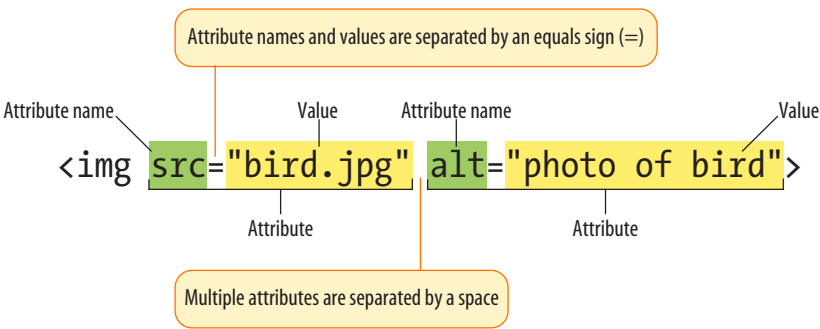 Attribute names and values are separated by an equals sign (=)
Attribute name Value Attribute name Value
<img src="bird.jpg" alt="photo of bird">
Attribute Attribute
Multiple attributes are separated by a space